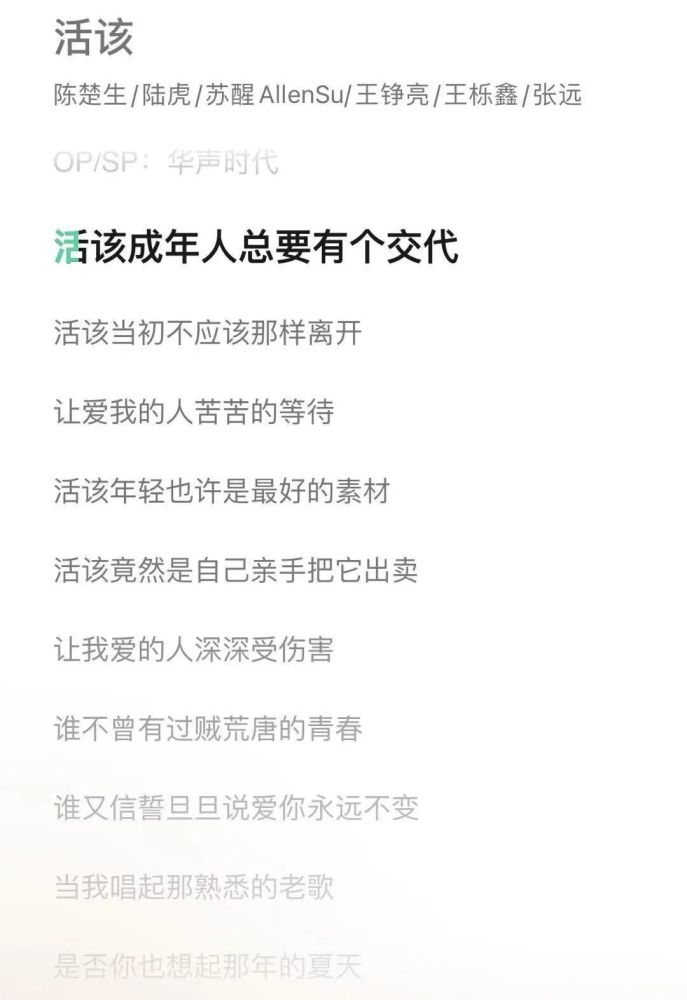 活该
陈楚生/陆虎/苏醒AllenSu/王铮亮/王栎鑫/张远
OP/SP：华声时代
活该成年人总要有个交代
活该当初不应该那样离开
让爱我的人苦苦的等待
活该年轻也许是最好的素材
活该竟然是自己亲手把它出卖
让我爱的人深深受伤害
谁不曾有过贼荒唐的青春
谁又信誓旦旦说爱你永远不变
当我唱起那熟悉的老歌
是否你也想起那年的夏天